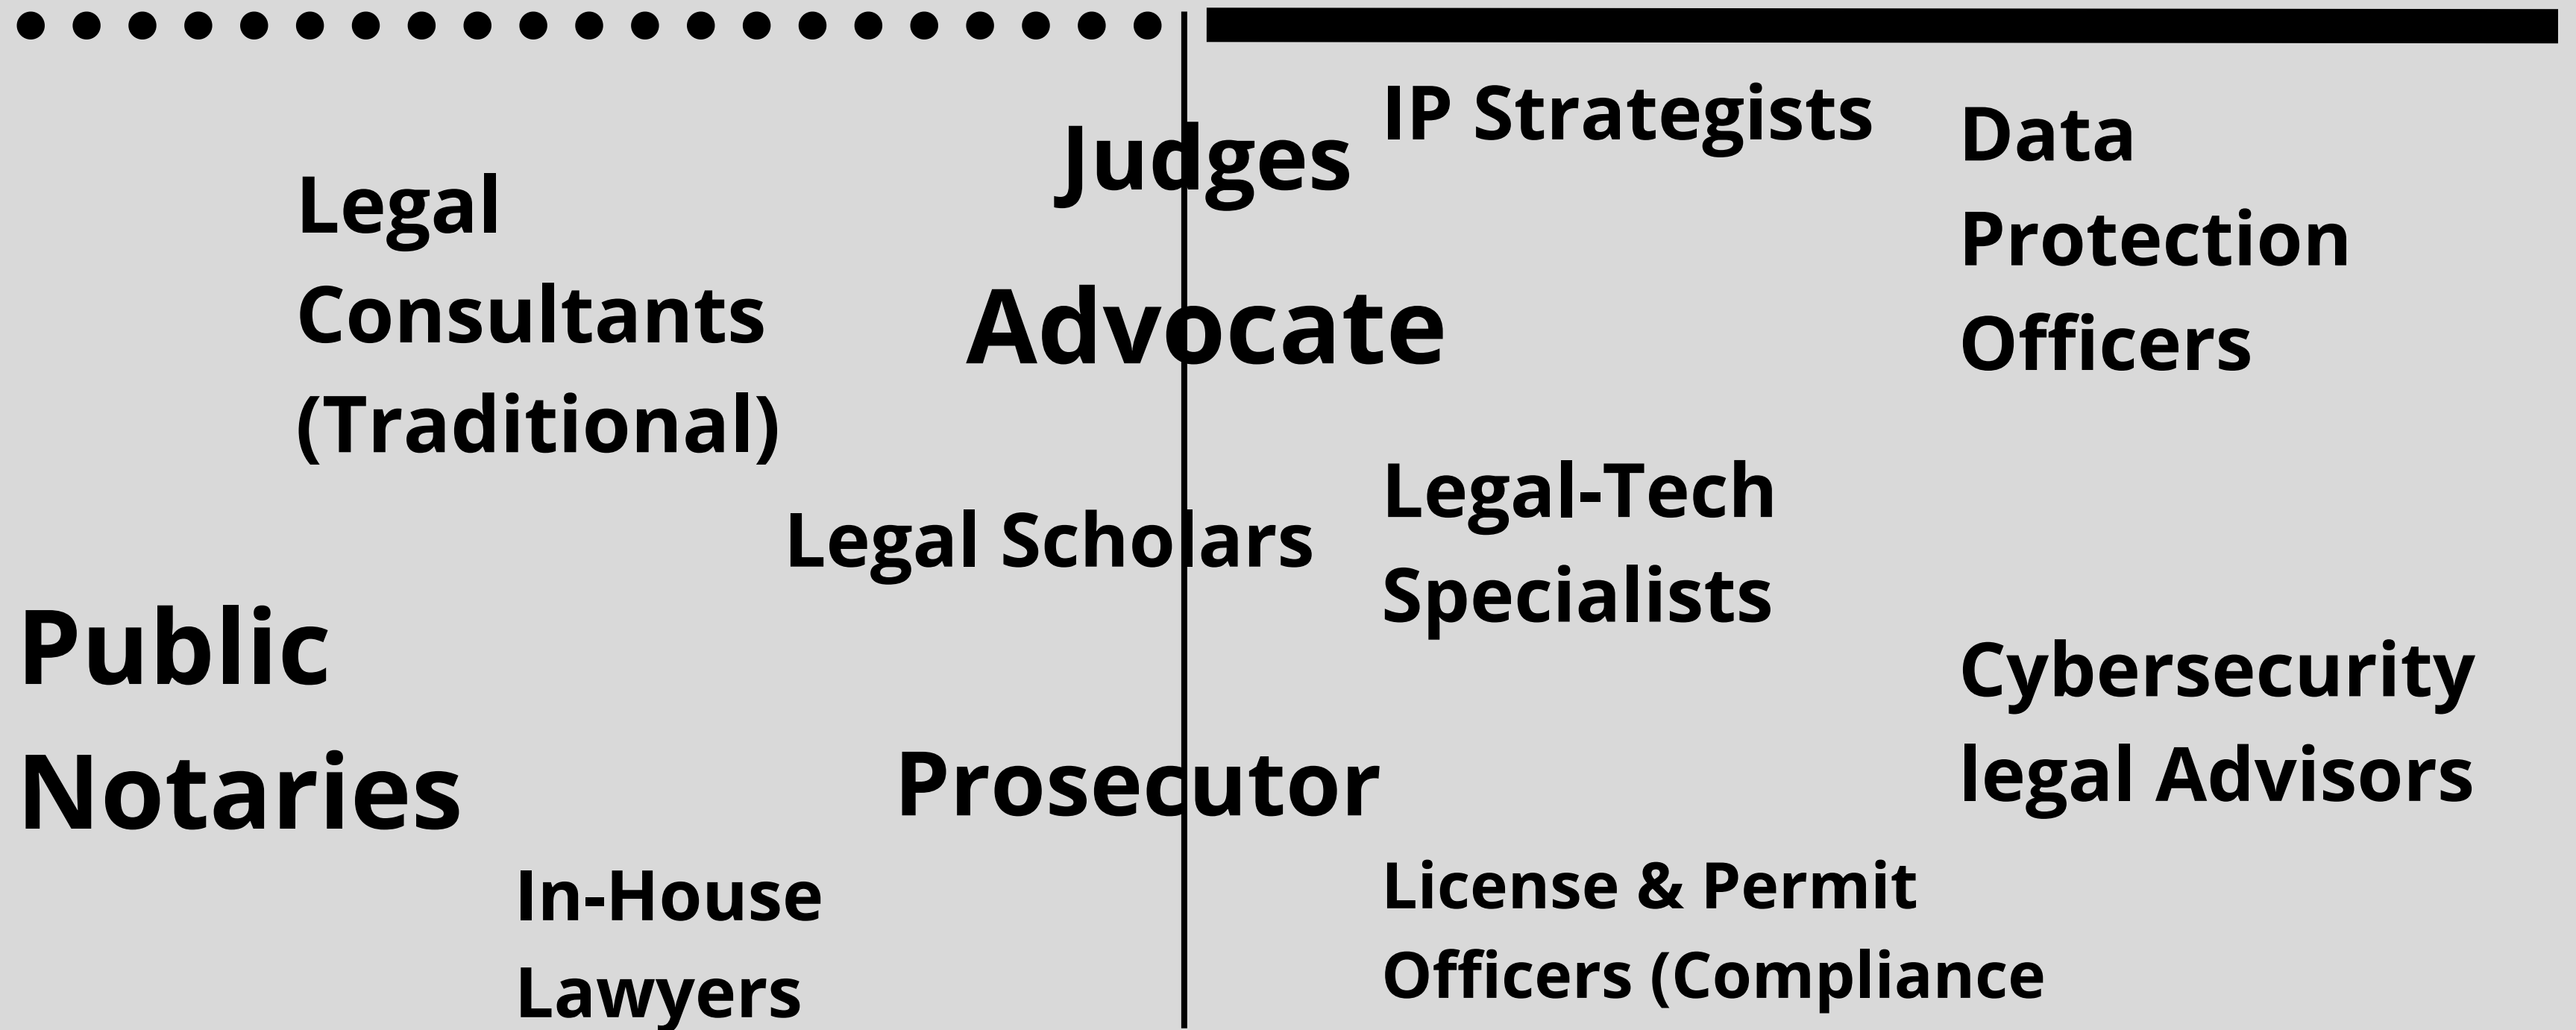 Judges
IP Strategists
Data
Protection
Officers
Legal
Consultants
(Traditional)
Advocate
Legal Scholars
Legal-Tech
Specialists
Public
Notaries
Prosecutor
Cybersecurity
legal Advisors
In-House
Lawyers
License & Permit
Officers (Compliance